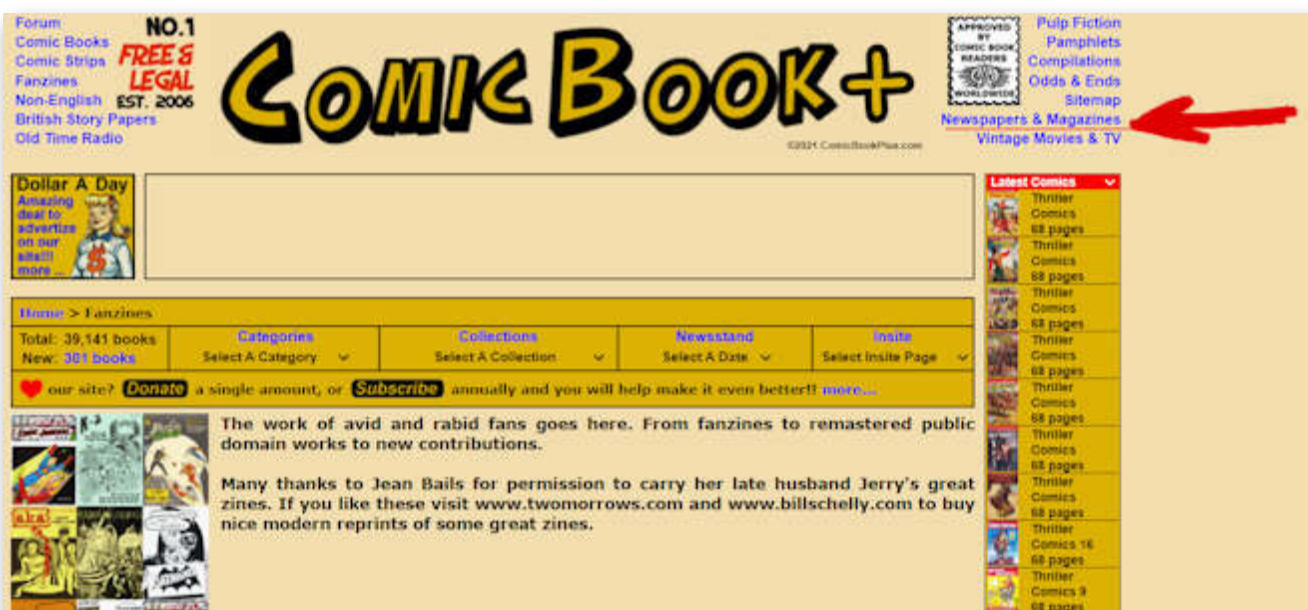 Forum
Comic Books
Comic Strips
Fanzines
Non-English
British Story Papers
Old Time Radio
NO.1
FREE &
LEGAL
EST. 2006
COMIC BOOK+
©2021 ComicBookPlus.com
APPROVED
BY
COMIC BOOK
READERS
WORLDWIDE
Pulp Fiction
Pamphlets
Compilations
Odds & Ends
Sitemap
Newspapers & Magazines
Vintage Movies & TV
Dollar A Day
Amazing
deal to
advertize
on our
site!!!
more ...
Latest Comics
Thriller
Comics
68 pages
Thriller
Comics
68 pages
Thriller
Comics
68 pages
Thriller
Comics
68 pages
Thriller
Comics
68 pages
Thriller
Comics
68 pages
Thriller
Comics
68 pages
Thriller
Comics 16
68 pages
Thriller
Comics 9
68 pages
Home > Fanzines
Total: 39,141 books
New: 301 books
Categories
Select A Category
Collections
Select A Collection
Newsstand
Select A Date
Insite
Select Insite Page
our site? Donate a single amount, or Subscribe annually and you will help make it even better!! more...
The work of avid and rabid fans goes here. From fanzines to remastered public
domain works to new contributions.
Many thanks to Jean Bails for permission to carry her late husband Jerry's great
zines. If you like these visit www.twomorrows.com and www.billschelly.com to buy
nice modern reprints of some great zines.
aka